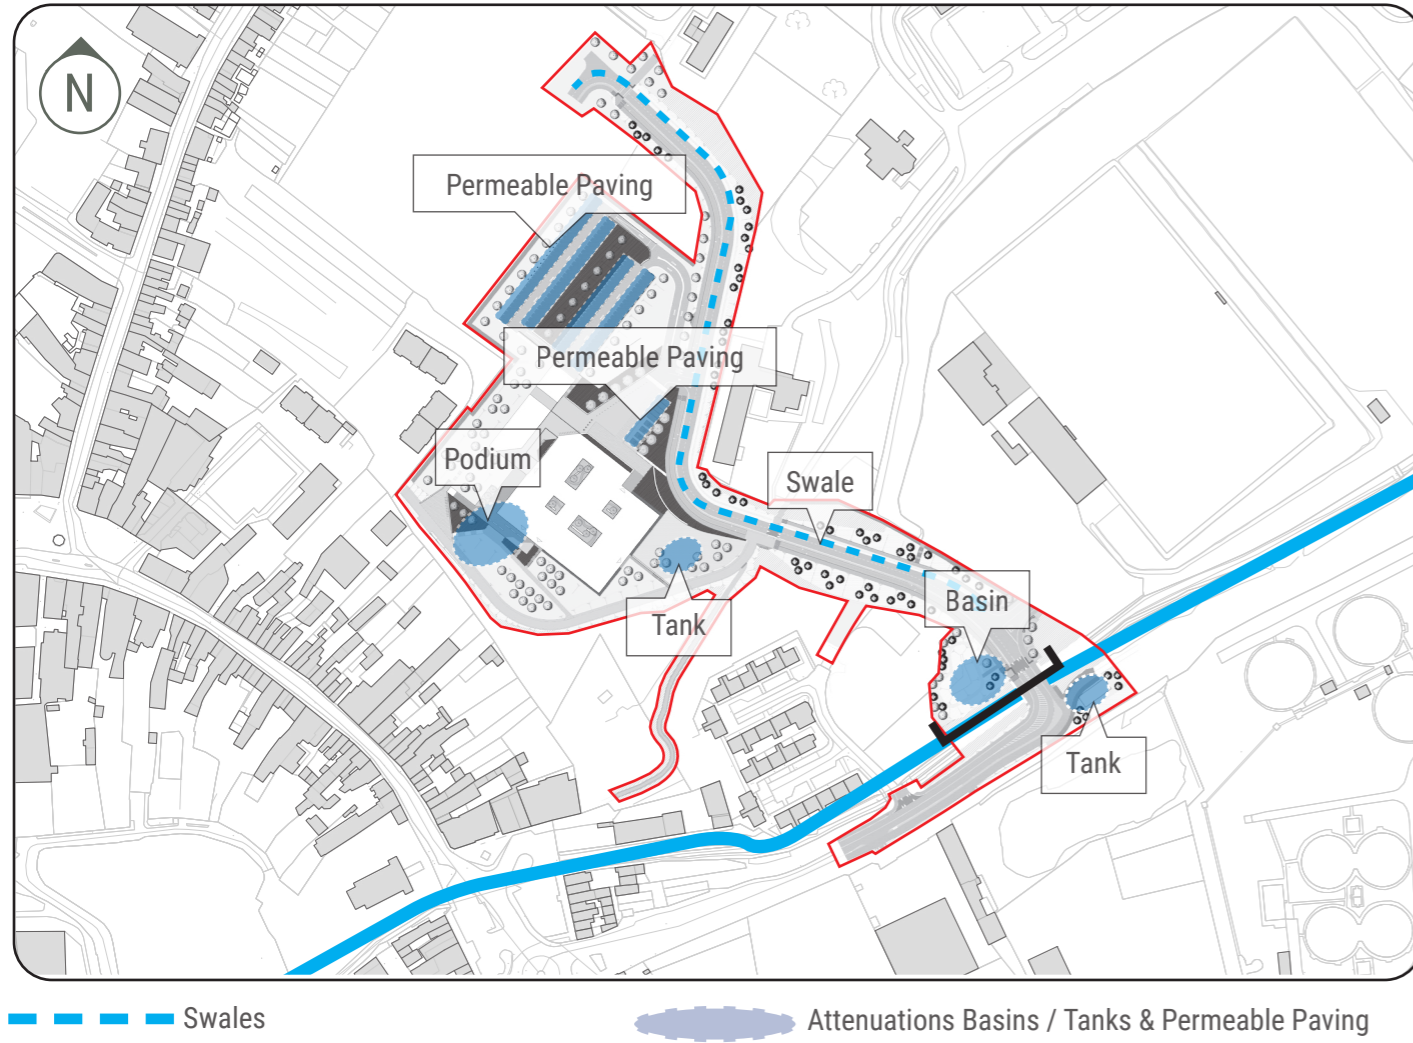 N
Permeable Paving
Permeable Paving
Podium
Swale
Basin
Tank
Tank
Swales
Attenuations Basins / Tanks & Permeable Paving